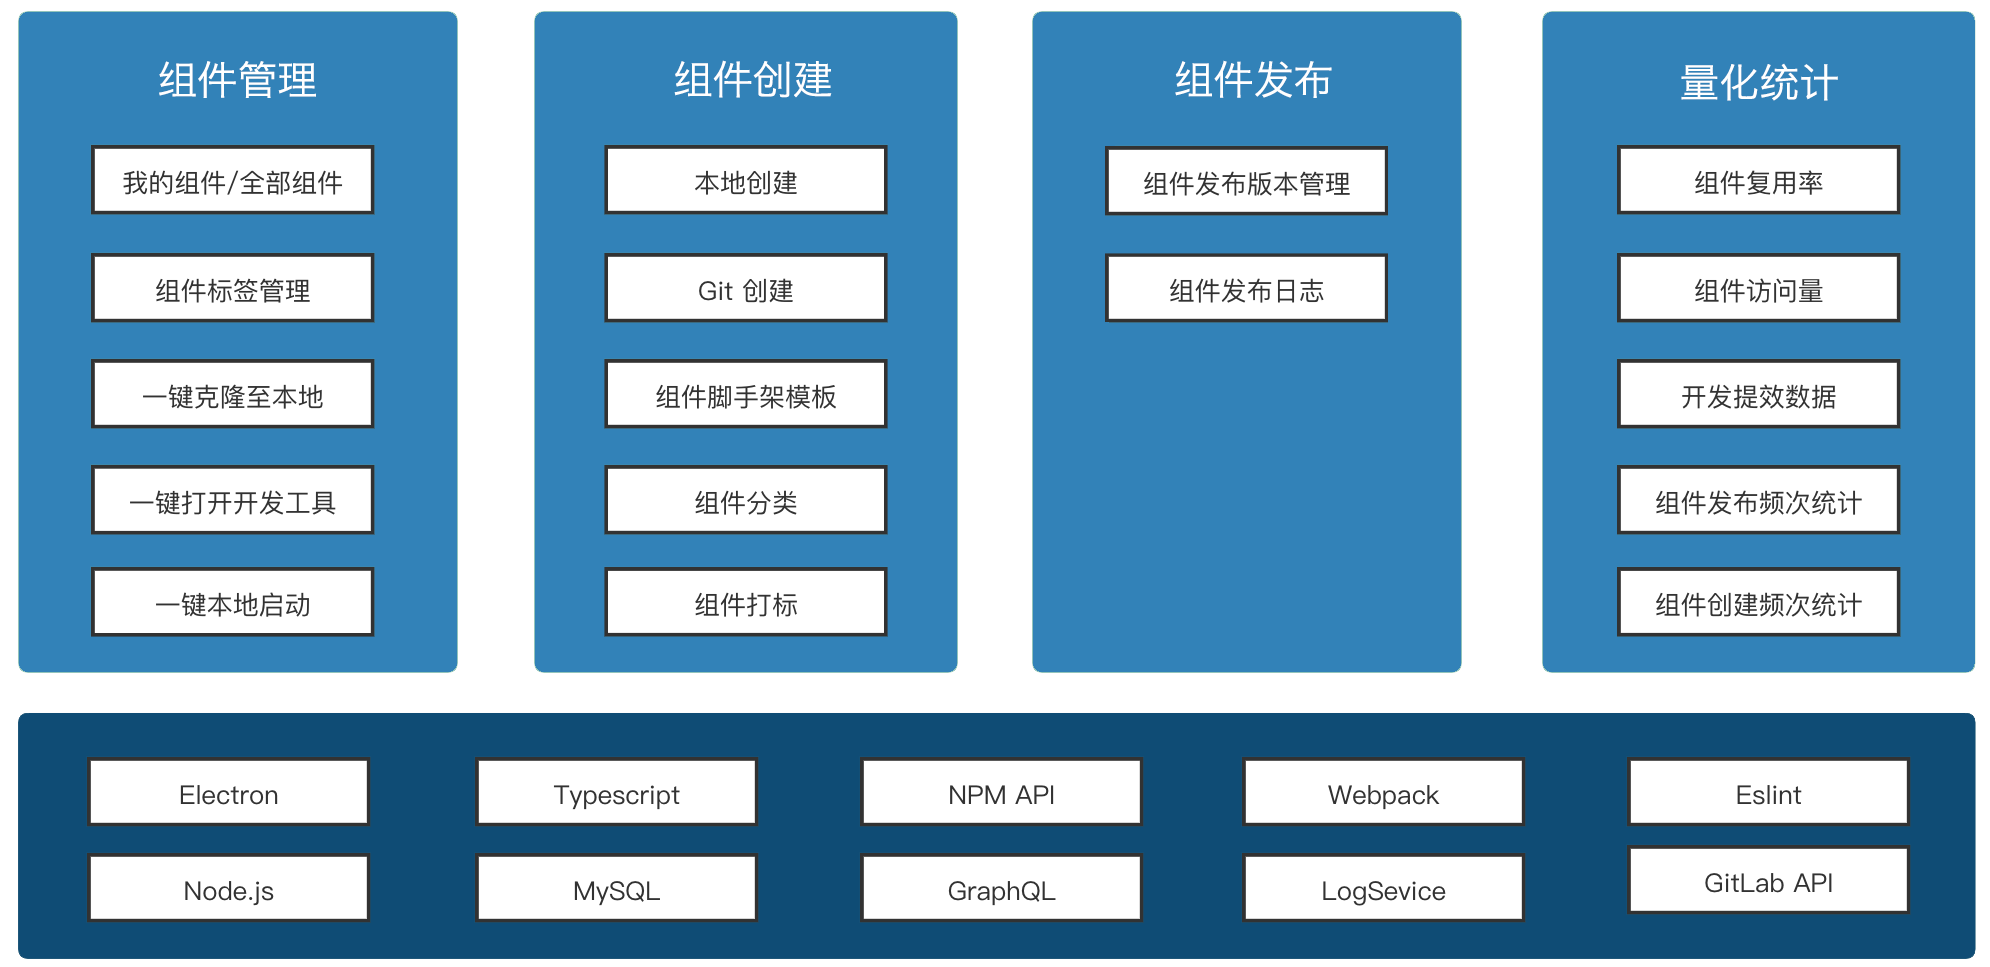 组件管理
我的组件/全部组件
组件标签管理
一键克隆至本地
一键打开开发工具
一键本地启动
组件创建
本地创建
Git 创建
组件脚手架模板
组件分类
组件打标
组件发布
组件发布版本管理
组件发布日志
量化统计
组件复用率
组件访问量
开发提效数据
组件发布频次统计
组件创建频次统计
Electron
Typescript
NPM API
Webpack
Eslint
Node.js
MySQL
GraphQL
LogSevice
GitLab API